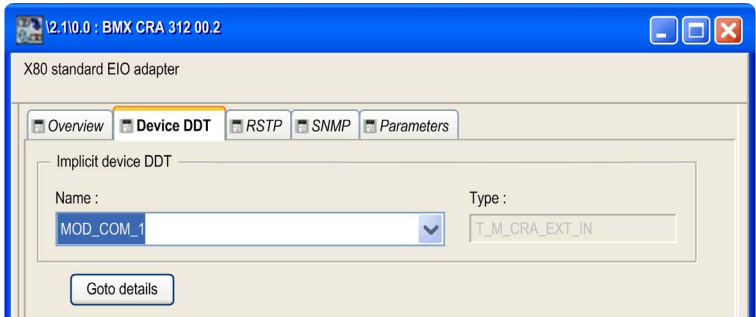 \2.1\0.0 : BMX CRA 312 00.2
X80 standard EIO adapter
Overview Device DDT RSTP SNMP Parameters
Implicit device DDT
Name : Type :
MOD_COM_1 T_M_CRA_EXT_IN
Goto details